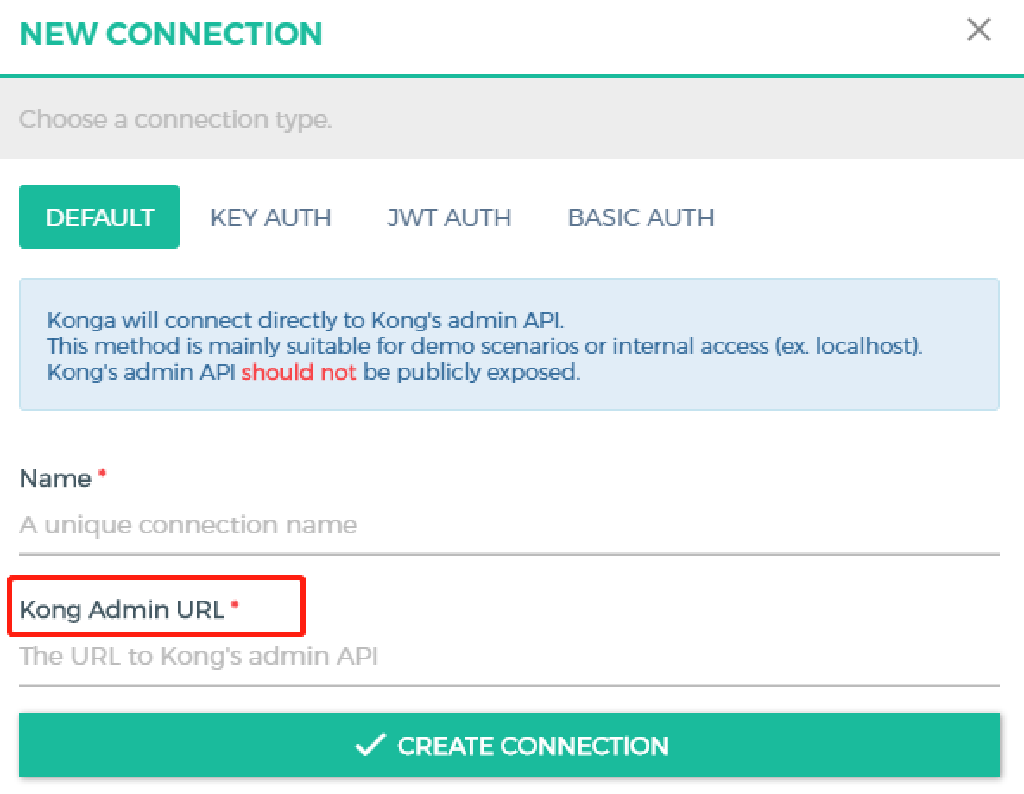 NEW CONNECTION
Choose a connection type.
DEFAULT KEY AUTH JWT AUTH BASIC AUTH
Konga will connect directly to Kong's admin API.
This method is mainly suitable for demo scenarios or internal access (ex. localhost).
Kong's admin API should not be publicly exposed.
Name *
A unique connection name
Kong Admin URL *
The URL to Kong's admin API
CREATE CONNECTION